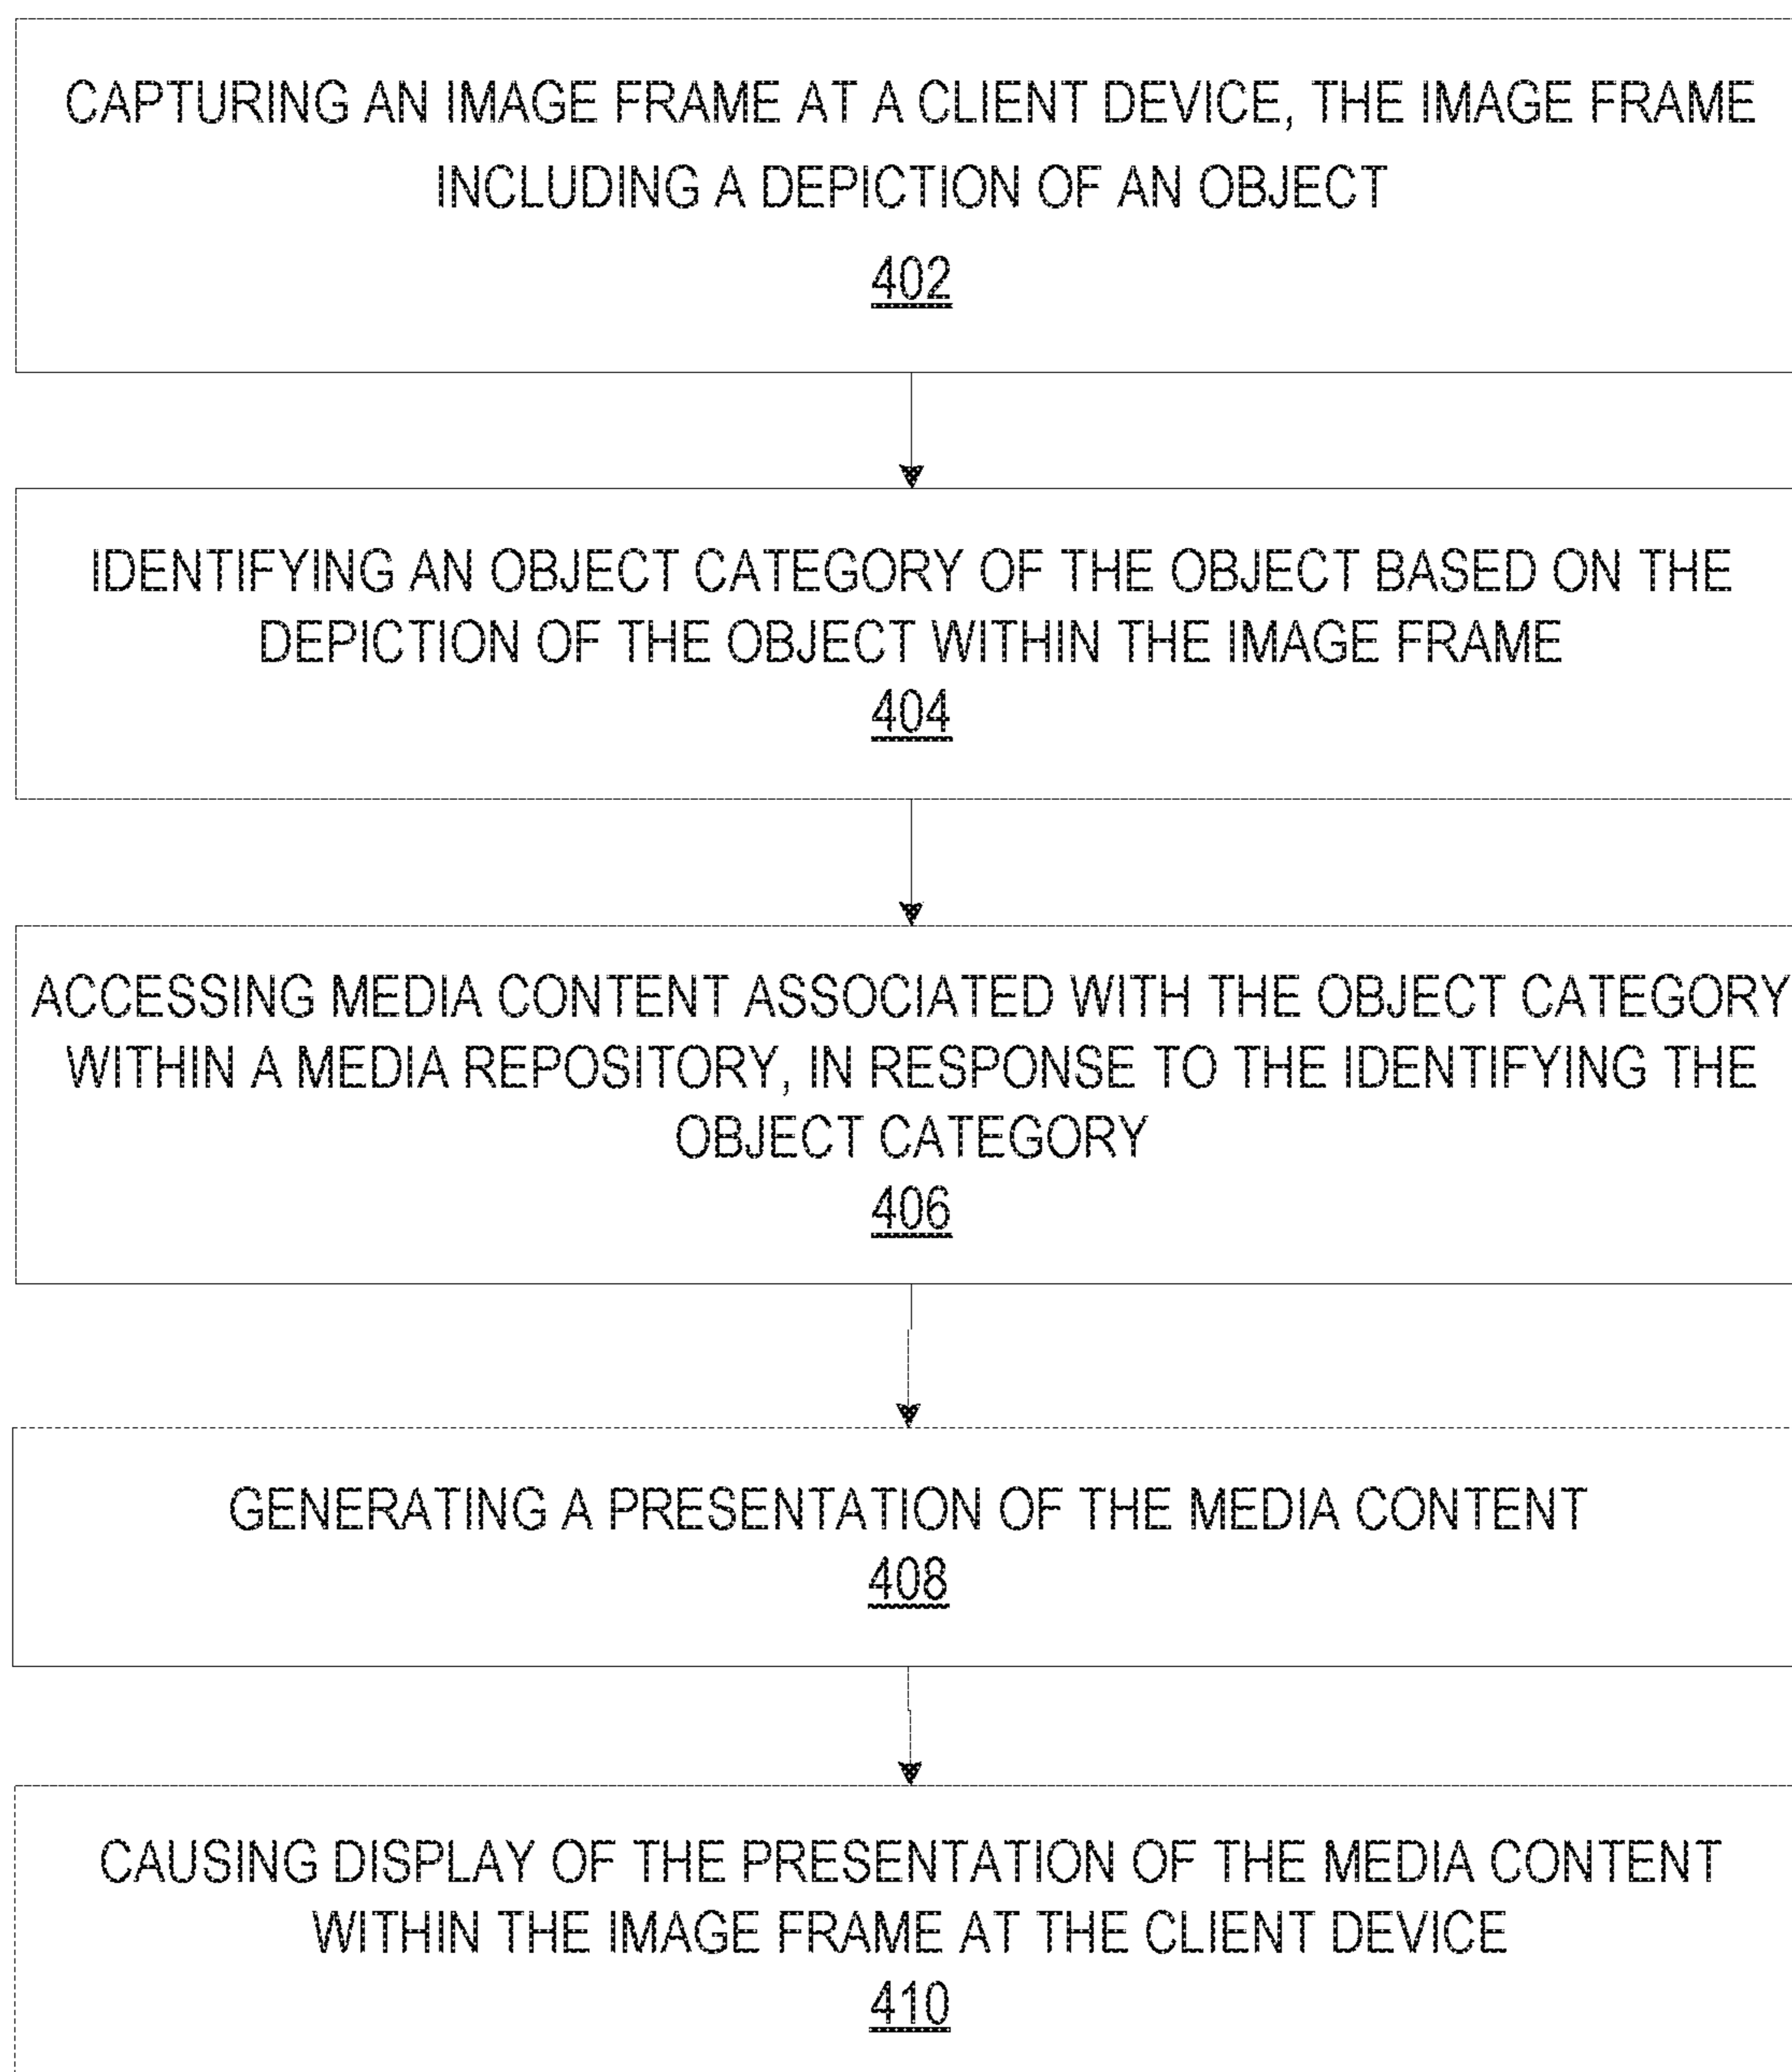 CAPTURING AN IMAGE FRAME AT A CLIENT DEVICE, THE IMAGE FRAME
INCLUDING A DEPICTION OF AN OBJECT
402
IDENTIFYING AN OBJECT CATEGORY OF THE OBJECT BASED ON THE
DEPICTION OF THE OBJECT WITHIN THE IMAGE FRAME
404
ACCESSING MEDIA CONTENT ASSOCIATED WITH THE OBJECT CATEGORY
WITHIN A MEDIA REPOSITORY, IN RESPONSE TO THE IDENTIFYING THE
OBJECT CATEGORY
406
GENERATING A PRESENTATION OF THE MEDIA CONTENT
408
CAUSING DISPLAY OF THE PRESENTATION OF THE MEDIA CONTENT
WITHIN THE IMAGE FRAME AT THE CLIENT DEVICE
410